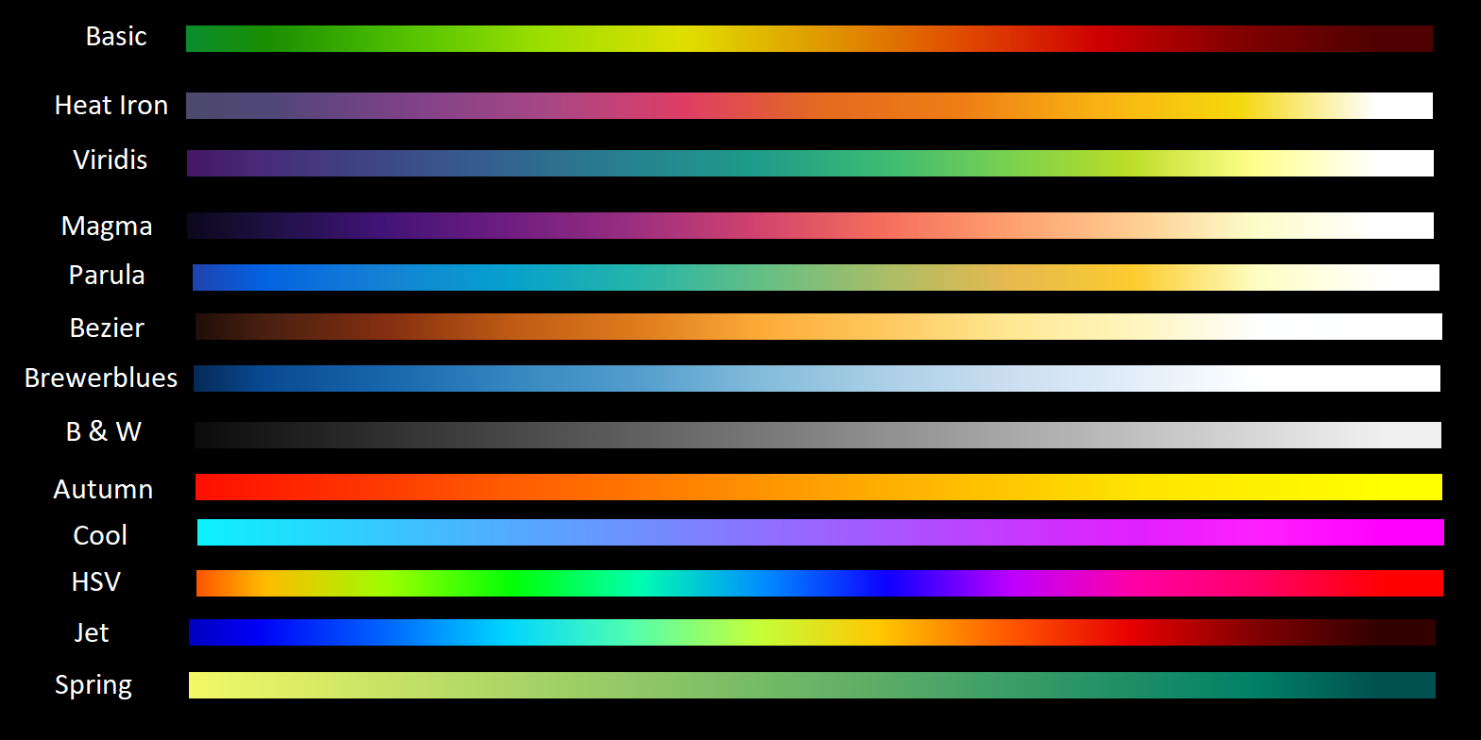 Basic
Heat Iron
Viridis
Magma
Parula
Bezier
Brewerblues
B & W
Autumn
Cool
HSV
Jet
Spring